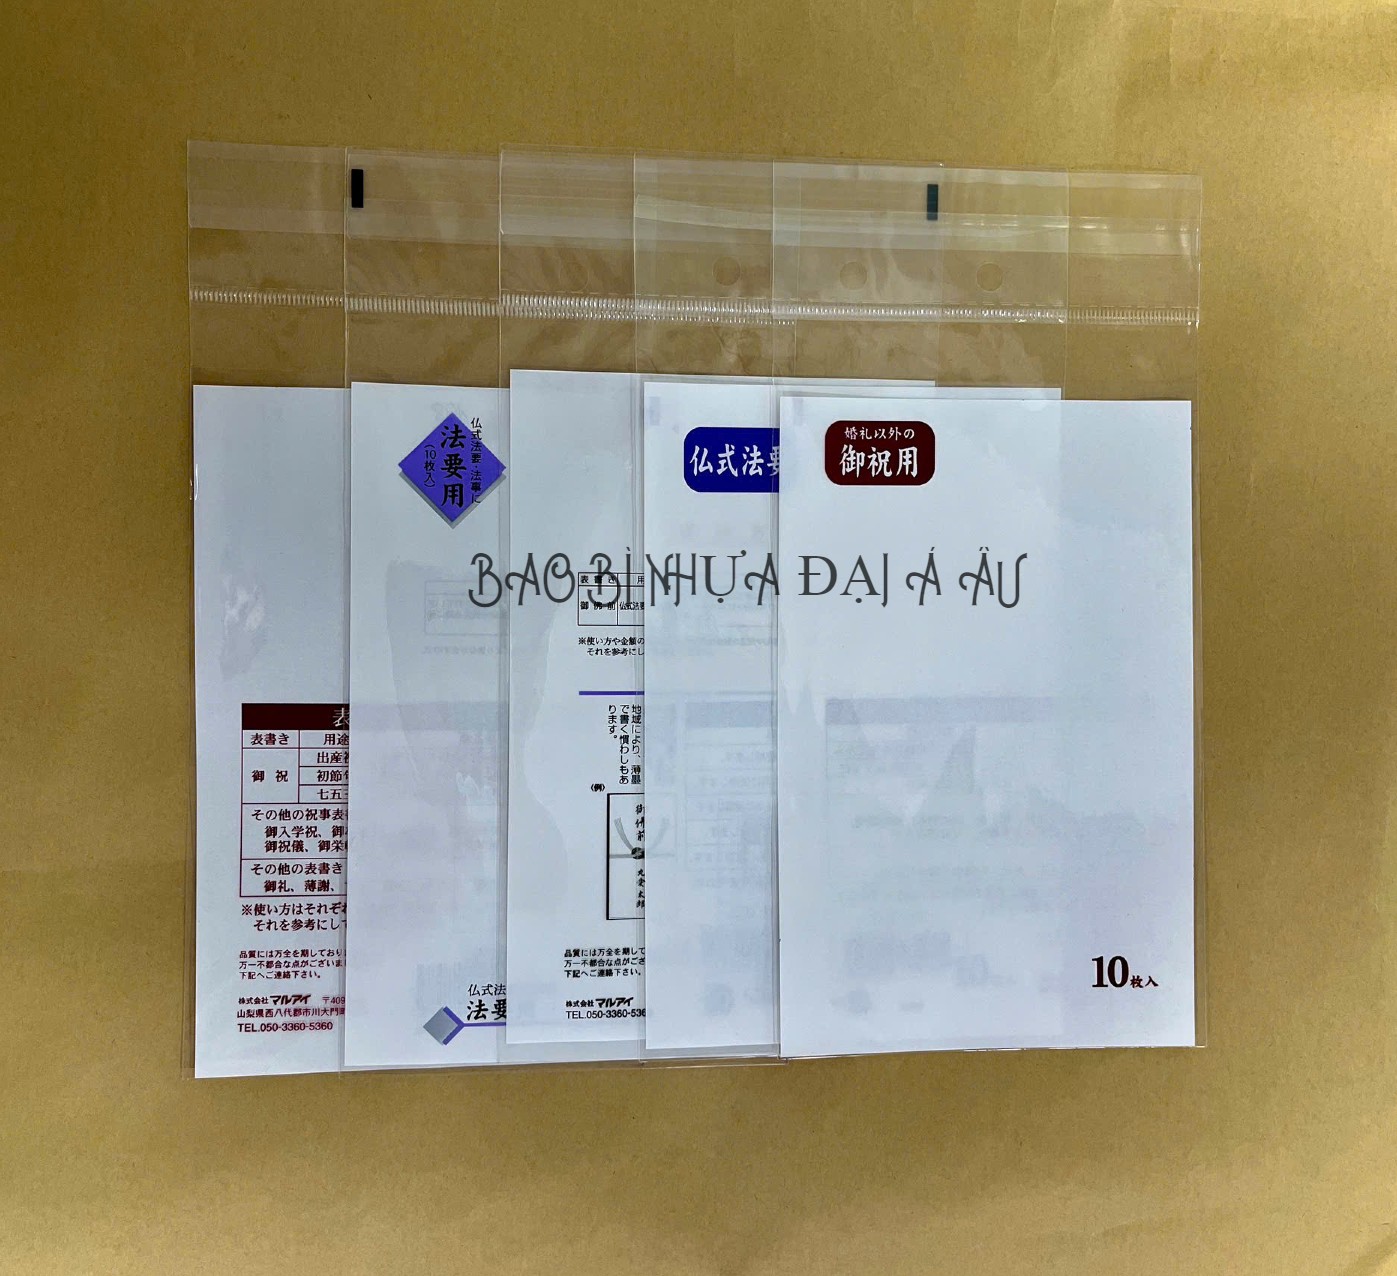 表
表書き 用途
御 祝
出産祝
初節句
七五三
その他の祝事表
御入学祝、御
御祝儀、御栄
その他の表書き
御礼、薄謝、
※使い方はそれぞれ
それを参考にして
品質には万全を期しており
万一不都合な点がございま
下記へご連絡下さい。
株式会社 マルアイ 〒409
山梨県西八代郡市川大門町
TEL.050-3360-5360
仏式法要・法事に
法要用
(10枚入)
仏式法
法要
表 書 き 用
御 佛 前 仏式法要
※使い方や金額の
それを参考にし
地域により、薄墨
で書く慣わしもあ
ります。
〈例〉
御佛前
品質には万全を期して
万一不都合な点がござ
下記へご連絡下さい。
株式会社 マルアイ
TEL.050-3360-536
仏式法要
婚礼以外の
御祝用
10枚入
BAO BÌ NHỰA ĐẠI Á ÂU